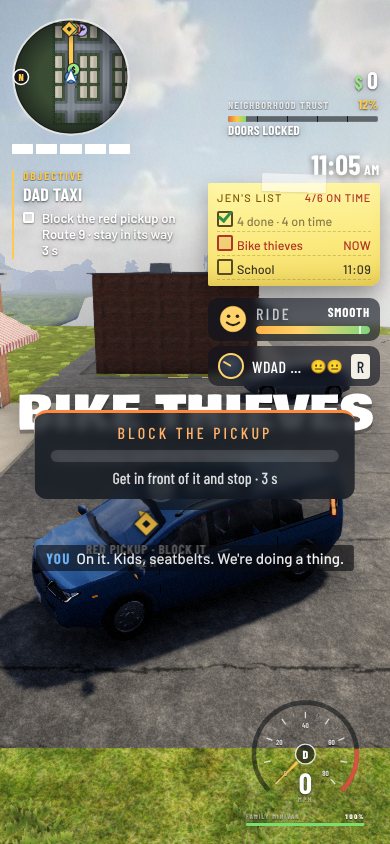 N
$ 0
NEIGHBORHOOD TRUST 12%
DOORS LOCKED
11:05 AM
OBJECTIVE
DAD TAXI
Block the red pickup on
Route 9 · stay in its way
3 s
JEN'S LIST 4/6 ON TIME
4 done · 4 on time
Bike thieves NOW
School 11:09
RIDE SMOOTH
WDAD ... R
BIKE THIEVES
BLOCK THE PICKUP
Get in front of it and stop · 3 s
RED PICKUP · BLOCK IT
YOU On it. Kids, seatbelts. We're doing a thing.
20 40 60 80
D
0
MPH
FAMILY MINIVAN 100%